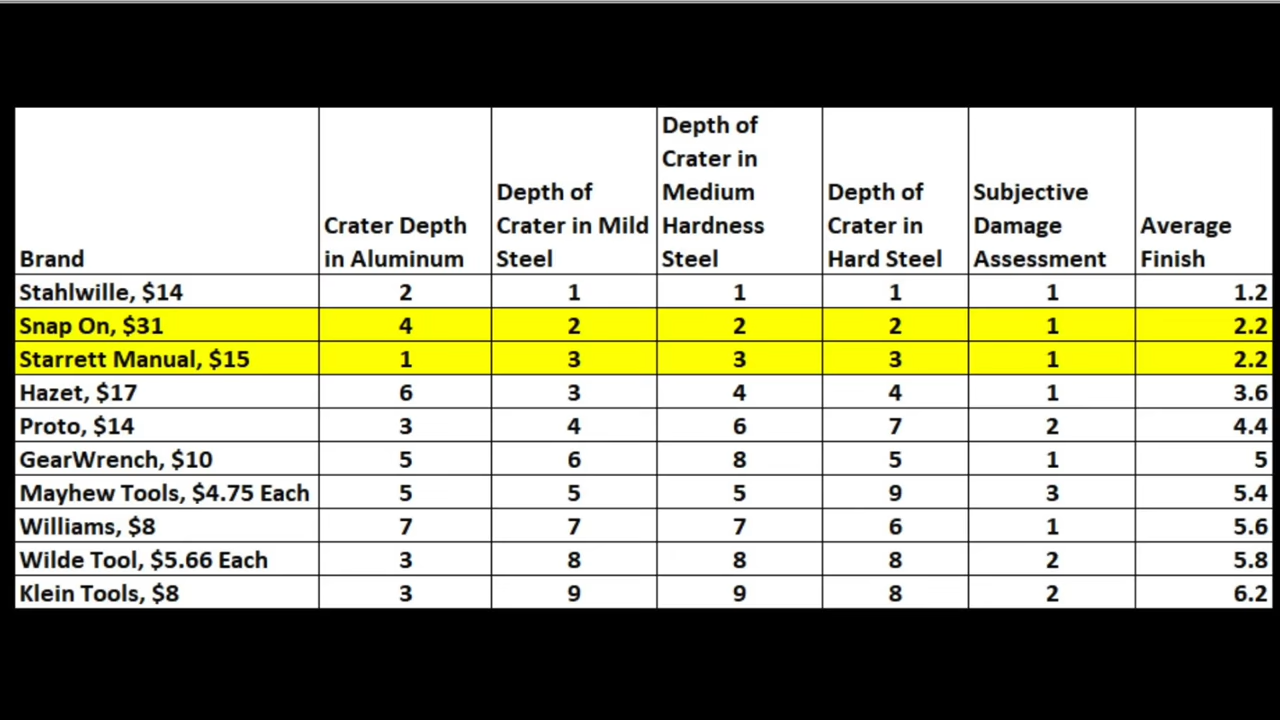 Brand | Crater Depth in Aluminum | Depth of Crater in Mild Steel | Depth of Crater in Medium Hardness Steel | Depth of Crater in Hard Steel | Subjective Damage Assessment | Average Finish
Stahlwille, $14 | 2 | 1 | 1 | 1 | 1 | 1.2
Snap On, $31 | 4 | 2 | 2 | 2 | 1 | 2.2
Starrett Manual, $15 | 1 | 3 | 3 | 3 | 1 | 2.2
Hazet, $17 | 6 | 3 | 4 | 4 | 1 | 3.6
Proto, $14 | 3 | 4 | 6 | 7 | 2 | 4.4
GearWrench, $10 | 5 | 6 | 8 | 5 | 1 | 5
Mayhew Tools, $4.75 Each | 5 | 5 | 5 | 9 | 3 | 5.4
Williams, $8 | 7 | 7 | 7 | 6 | 1 | 5.6
Wilde Tool, $5.66 Each | 3 | 8 | 8 | 8 | 2 | 5.8
Klein Tools, $8 | 3 | 9 | 9 | 8 | 2 | 6.2